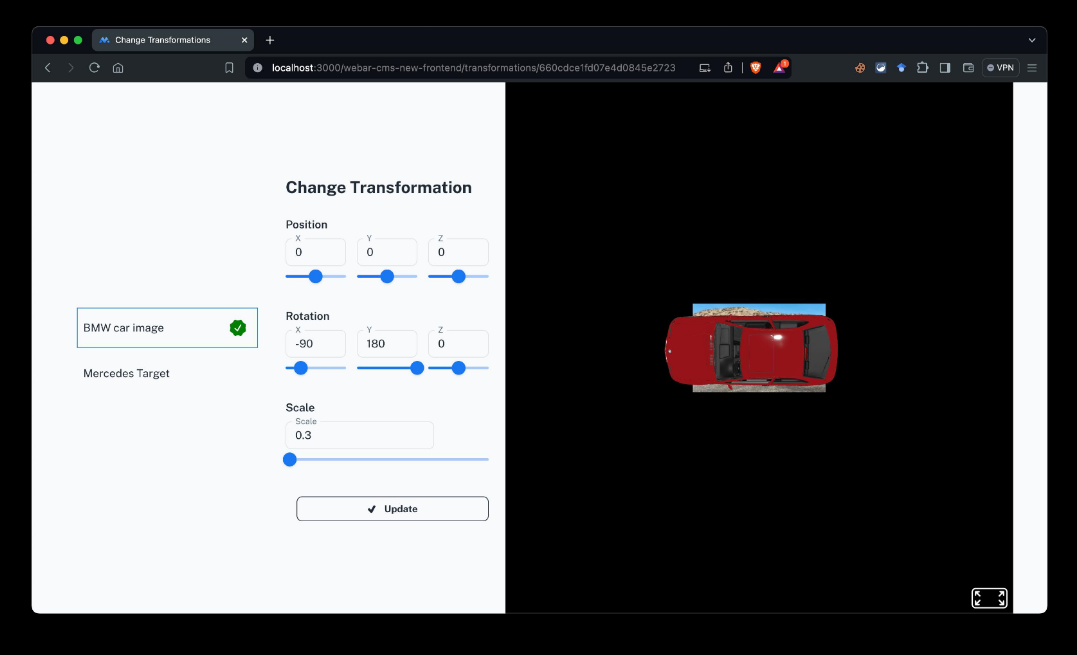 Change Transformations
localhost:3000/webar-cms-new-frontend/transformations/660cdce1fd07e4d0845e2723
VPN
Change Transformation
Position
X Y Z
0 0 0
Rotation
X Y Z
-90 180 0
BMW car image
Mercedes Target
Scale
Scale
0.3
Update